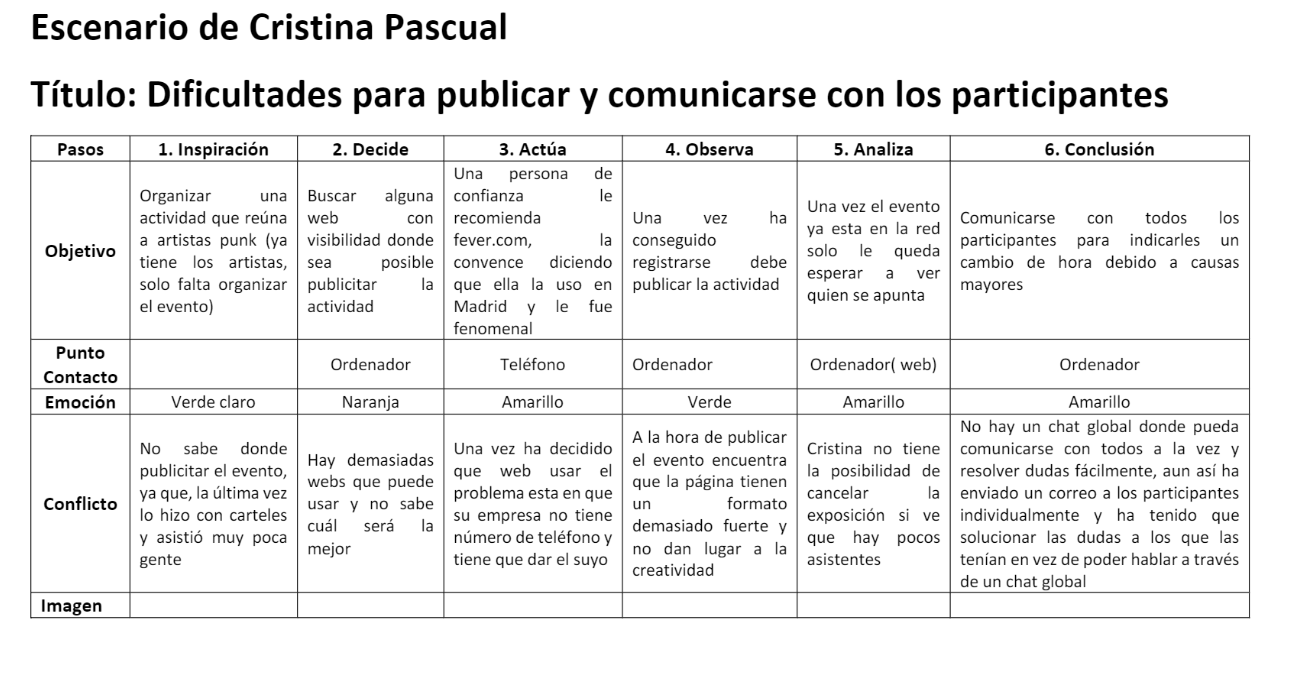 Escenario de Cristina Pascual
Título: Dificultades para publicar y comunicarse con los participantes
Pasos
1. Inspiración
2. Decide
3. Actúa
4. Observa
5. Analiza
6. Conclusión
Objetivo
Organizar una
actividad que reúna
a artistas punk (ya
tiene los artistas,
solo falta organizar
el evento)
Buscar alguna
web con
visibilidad donde
sea posible
publicitar la
actividad
Una persona de
confianza le
recomienda
fever.com, la
convence diciendo
que ella la uso en
Madrid y le fue
fenomenal
Una vez ha
conseguido
registrarse debe
publicar la actividad
Una vez el evento
ya esta en la red
solo le queda
esperar a ver
quien se apunta
Comunicarse con todos los
participantes para indicarles un
cambio de hora debido a causas
mayores
Punto
Contacto
Ordenador
Teléfono
Ordenador
Ordenador( web)
Ordenador
Emoción
Verde claro
Naranja
Amarillo
Verde
Amarillo
Amarillo
Conflicto
No sabe donde
publicitar el evento,
ya que, la última vez
lo hizo con carteles
y asistió muy poca
gente
Hay demasiadas
webs que puede
usar y no sabe
cuál será la
mejor
Una vez ha decidido
que web usar el
problema esta en que
su empresa no tiene
número de teléfono y
tiene que dar el suyo
A la hora de publicar
el evento encuentra
que la página tienen
un formato
demasiado fuerte y
no dan lugar a la
creatividad
Cristina no tiene
la posibilidad de
cancelar la
exposición si ve
que hay pocos
asistentes
No hay un chat global donde pueda
comunicarse con todos a la vez y
resolver dudas fácilmente, aun así ha
enviado un correo a los participantes
individualmente y ha tenido que
solucionar las dudas a los que las
tenían en vez de poder hablar a través
de un chat global
Imagen